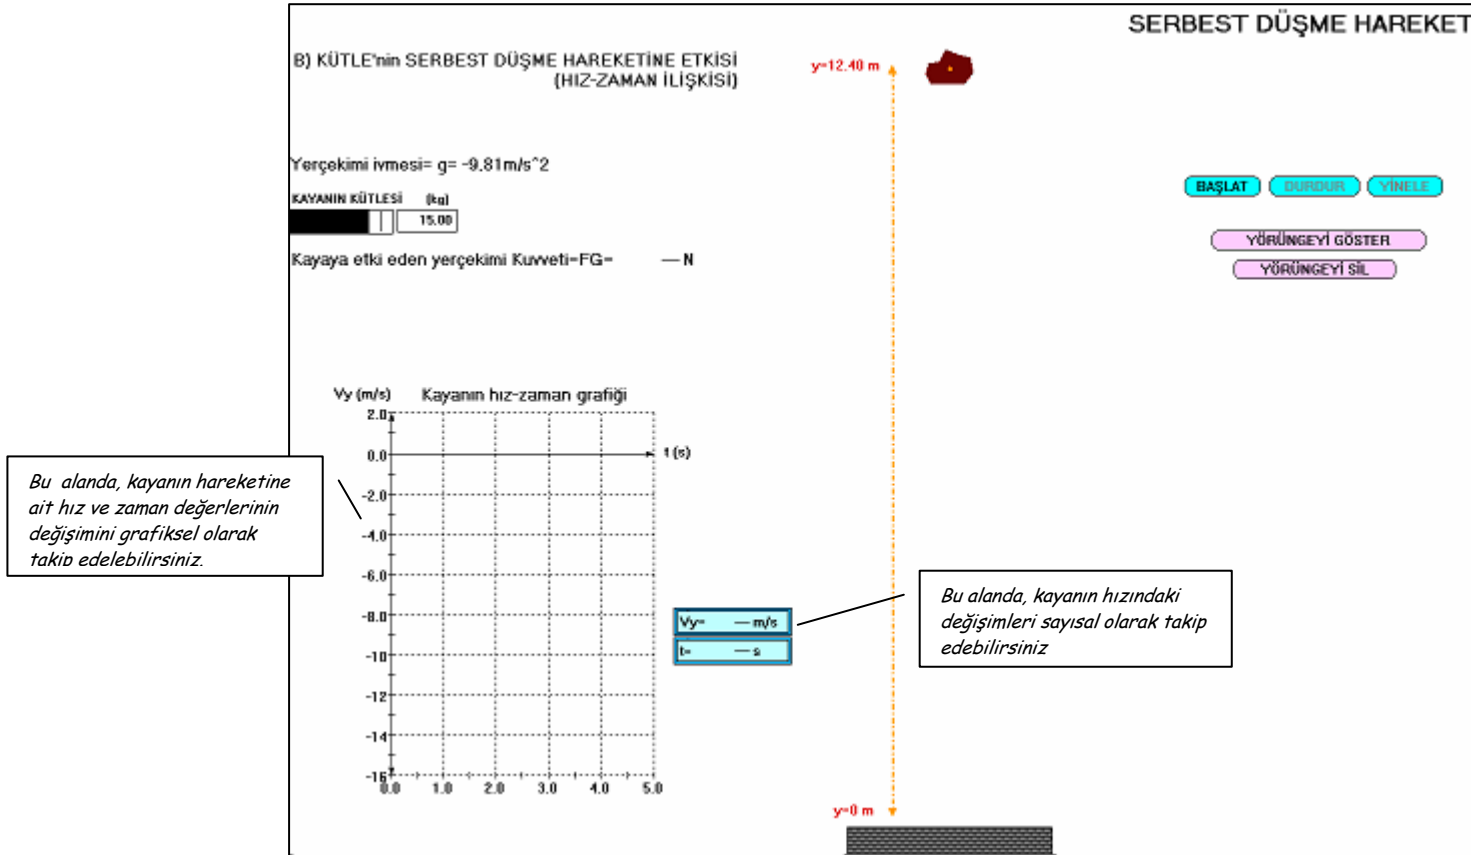 SERBEST DÜŞME HAREKET
B) KÜTLE'nin SERBEST DÜŞME HAREKETİNE ETKİSİ
(HIZ-ZAMAN İLİŞKİSİ)
y=12.40 m
Yerçekimi ivmesi= g= -9.81m/s^2
KAYANIN KÜTLESİ (kg)
15.00
BAŞLAT DURDUR YİNELE
YÖRÜNGEYİ GÖSTER
YÖRÜNGEYİ SİL
Kayaya etki eden yerçekimi Kuvveti=FG= — N
Vy (m/s) Kayanın hız-zaman grafiği
2.0
0.0
t (s)
-2.0
-4.0
-6.0
-8.0
-10
-12
-14
-16
0.0 1.0 2.0 3.0 4.0 5.0
Bu alanda, kayanın hareketine
ait hız ve zaman değerlerinin
değişimini grafiksel olarak
takip edelebilirsiniz.
Vy= — m/s
t= — s
Bu alanda, kayanın hızındaki
değişimleri sayısal olarak takip
edebilirsiniz
y=0 m